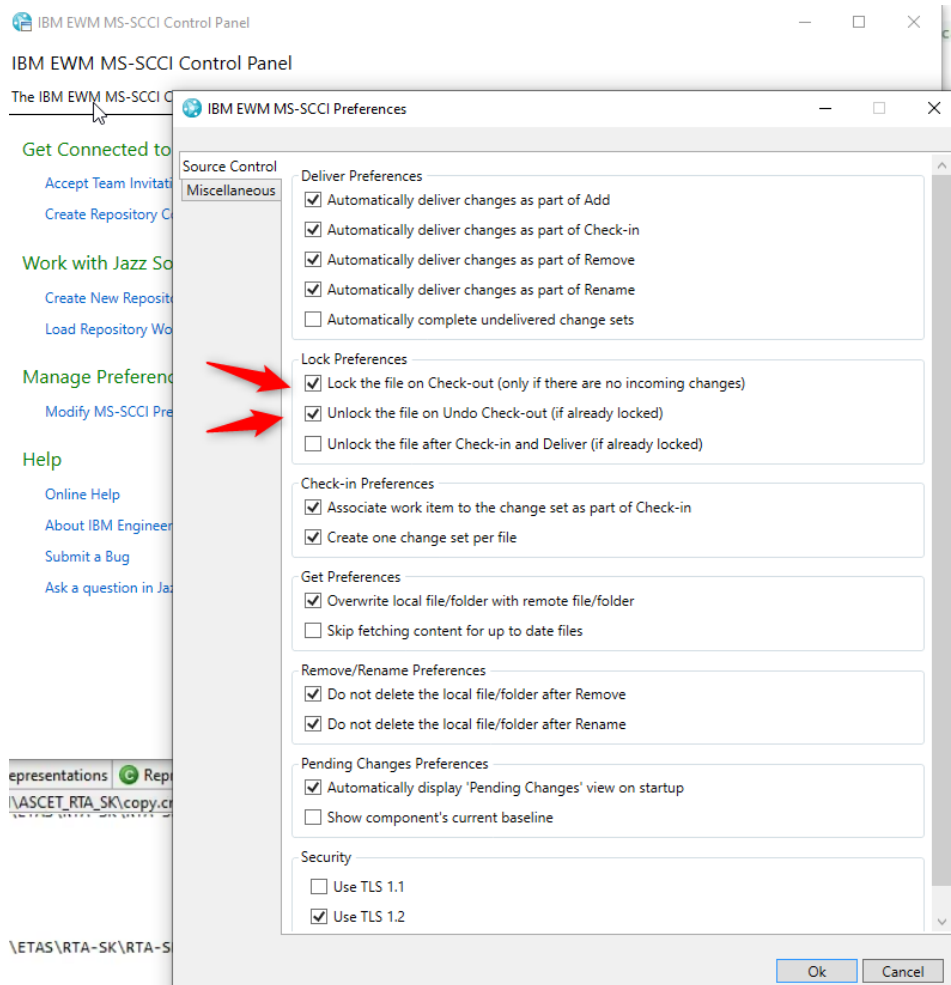 IBM EWM MS-SCCI Control Panel
IBM EWM MS-SCCI Control Panel
The IBM EWM MS-SCCI C
IBM EWM MS-SCCI Preferences
Get Connected to
Accept Team Invitati
Create Repository C
Work with Jazz So
Create New Reposit
Load Repository Wo
Manage Preferenc
Modify MS-SCCI Pre
Help
Online Help
About IBM Engineer
Submit a Bug
Ask a question in Jaz
Source Control
Miscellaneous
Deliver Preferences
Automatically deliver changes as part of Add
Automatically deliver changes as part of Check-in
Automatically deliver changes as part of Remove
Automatically deliver changes as part of Rename
Automatically complete undelivered change sets
Lock Preferences
Lock the file on Check-out (only if there are no incoming changes)
Unlock the file on Undo Check-out (if already locked)
Unlock the file after Check-in and Deliver (if already locked)
Check-in Preferences
Associate work item to the change set as part of Check-in
Create one change set per file
Get Preferences
Overwrite local file/folder with remote file/folder
Skip fetching content for up to date files
Remove/Rename Preferences
Do not delete the local file/folder after Remove
Do not delete the local file/folder after Rename
Pending Changes Preferences
Automatically display 'Pending Changes' view on startup
Show component's current baseline
Security
Use TLS 1.1
Use TLS 1.2
Ok Cancel
epresentations C Repr
\ASCET_RTA_SK\copy.cr
\ETAS\RTA-SK\RTA-S